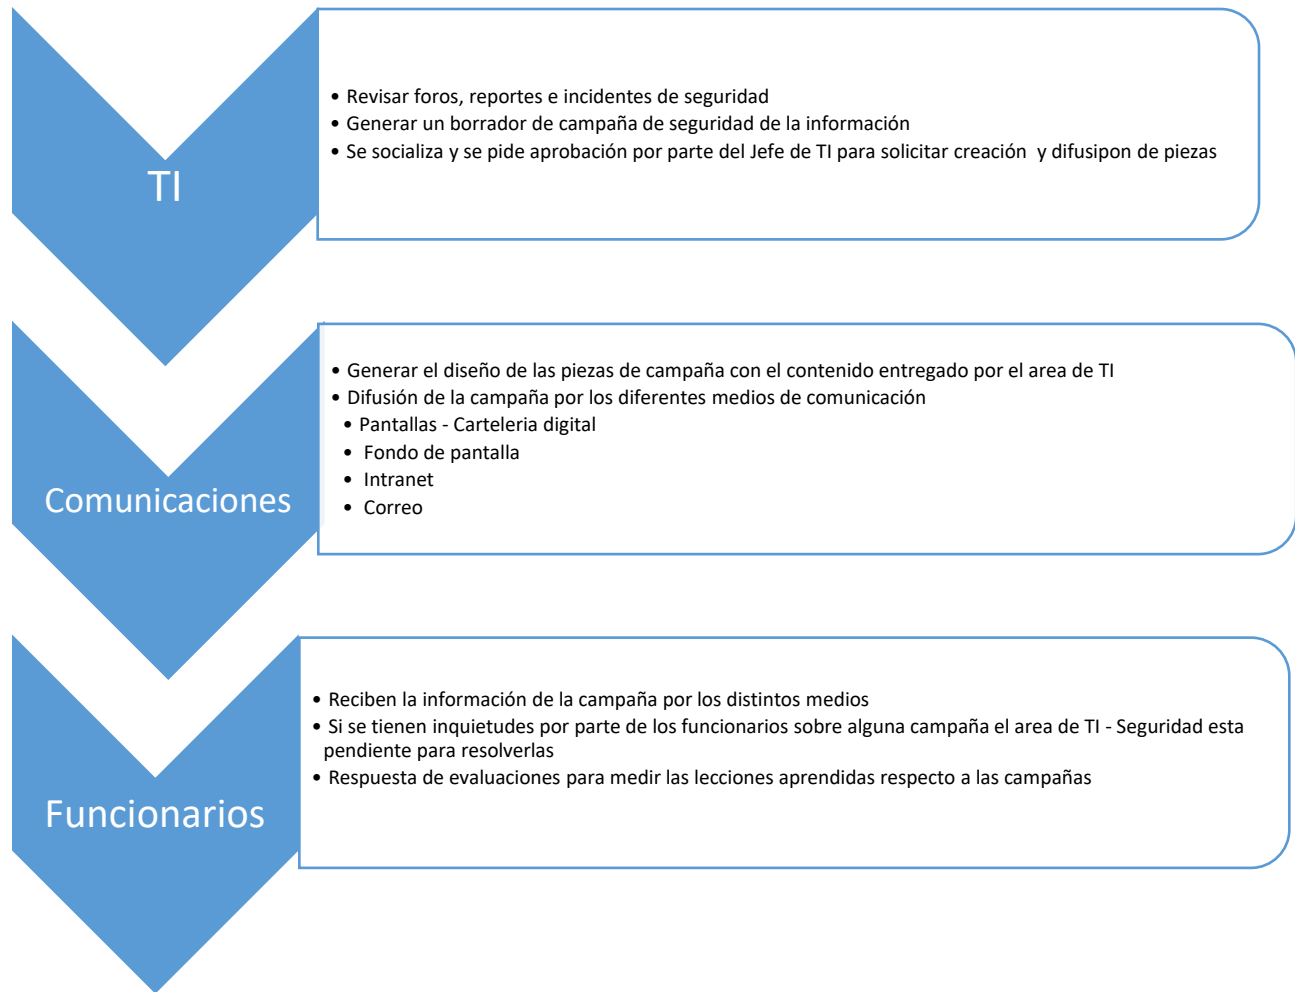 TI
• Revisar foros, reportes e incidentes de seguridad
• Generar un borrador de campaña de seguridad de la información
• Se socializa y se pide aprobación por parte del Jefe de TI para solicitar creación  y difusipon de piezas
Comunicaciones
• Generar el diseño de las piezas de campaña con el contenido entregado por el area de TI
• Difusión de la campaña por los diferentes medios de comunicación
• Pantallas - Carteleria digital
• Fondo de pantalla
• Intranet
• Correo
Funcionarios
• Reciben la información de la campaña por los distintos medios
• Si se tienen inquietudes por parte de los funcionarios sobre alguna campaña el area de TI - Seguridad esta
pendiente para resolverlas
• Respuesta de evaluaciones para medir las lecciones aprendidas respecto a las campañas